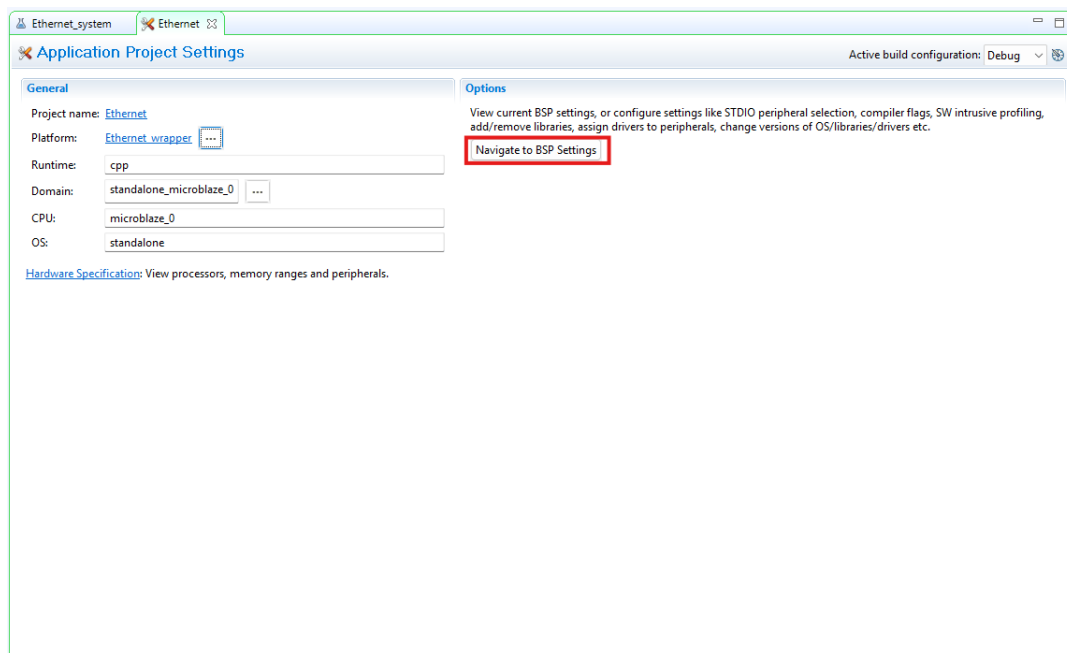 Ethernet_system
Ethernet
Application Project Settings
Active build configuration: Debug
General
Project name: Ethernet
Platform: Ethernet_wrapper ...
Runtime: cpp
Domain: standalone_microblaze_0 ...
CPU: microblaze_0
OS: standalone
Hardware Specification: View processors, memory ranges and peripherals.
Options
View current BSP settings, or configure settings like STDIO peripheral selection, compiler flags, SW intrusive profiling,
add/remove libraries, assign drivers to peripherals, change versions of OS/libraries/drivers etc.
Navigate to BSP Settings